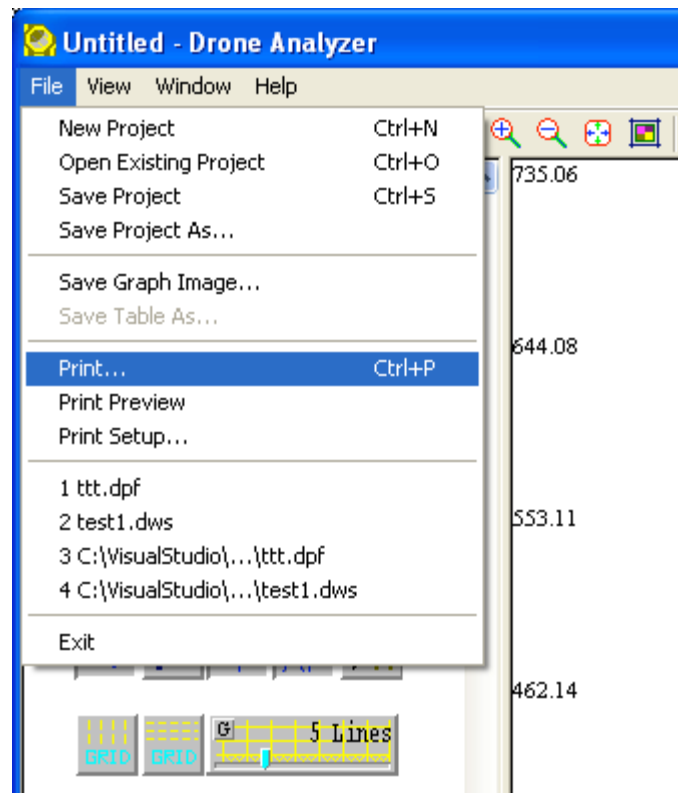 Untitled - Drone Analyzer
File View Window Help
New Project Ctrl+N
Open Existing Project Ctrl+O
Save Project Ctrl+S
Save Project As...
Save Graph Image...
Save Table As...
Print... Ctrl+P
Print Preview
Print Setup...
1 ttt.dpf
2 test1.dws
3 C:\VisualStudio\...\ttt.dpf
4 C:\VisualStudio\...\test1.dws
Exit
735.06
644.08
553.11
462.14
GRID GRID G 5 Lines